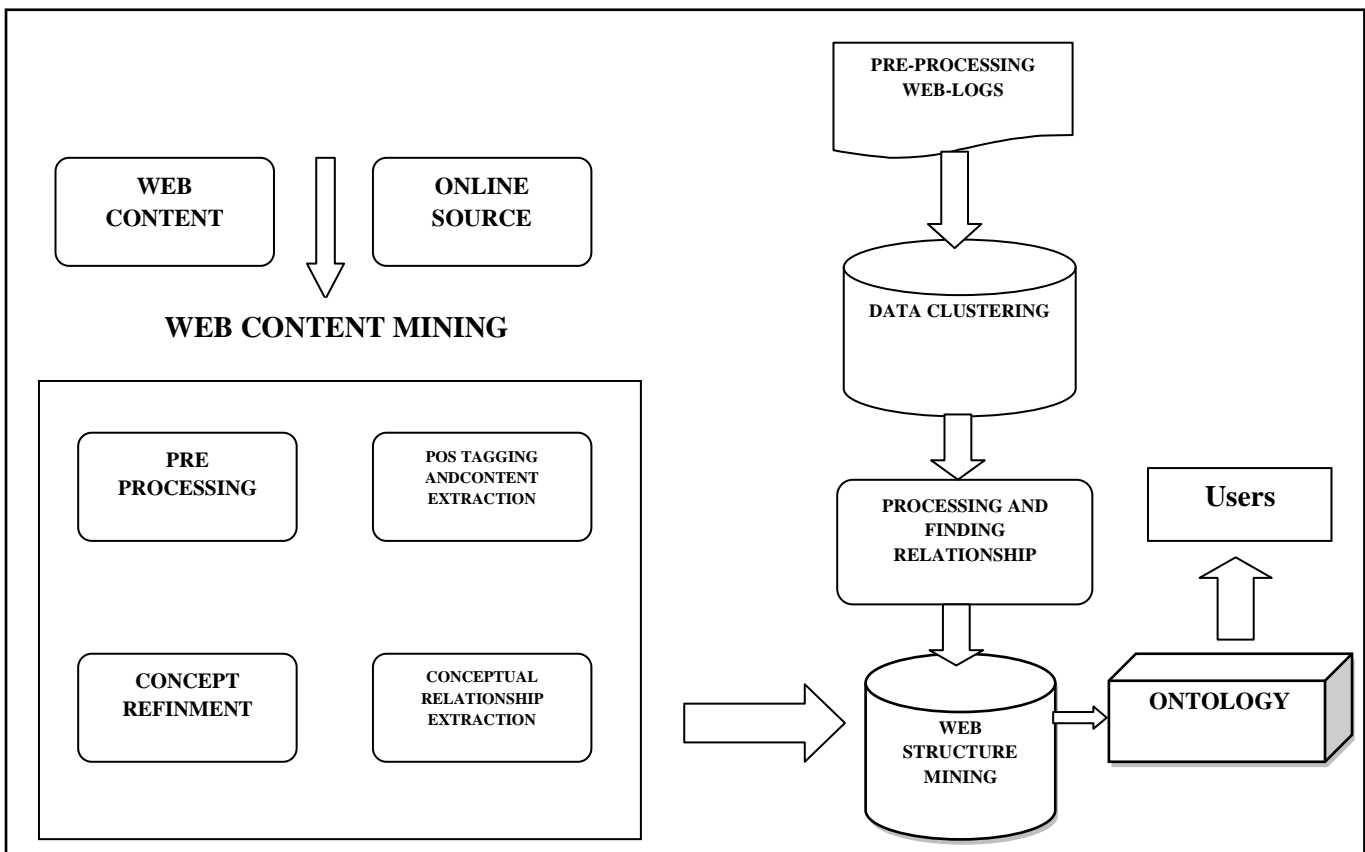 PRE-PROCESSING
WEB-LOGS
WEB
CONTENT
ONLINE
SOURCE
WEB CONTENT MINING
DATA CLUSTERING
PRE
PROCESSING
POS TAGGING
ANDCONTENT
EXTRACTION
PROCESSING AND
FINDING
RELATIONSHIP
Users
CONCEPT
REFINMENT
CONCEPTUAL
RELATIONSHIP
EXTRACTION
WEB
STRUCTURE
MINING
ONTOLOGY